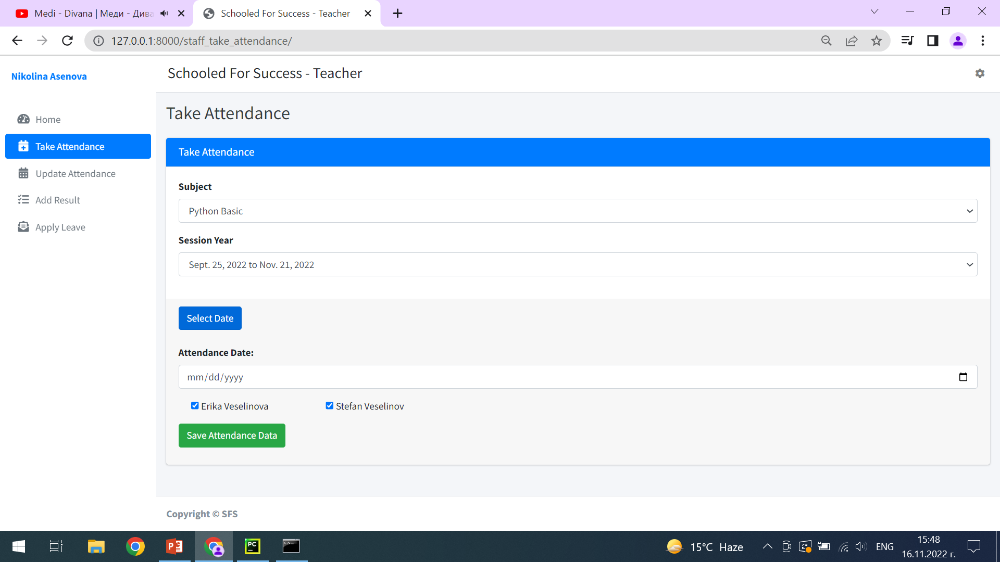 Medi - Divana | Меди - Дива
Schooled For Success - Teacher
127.0.0.1:8000/staff_take_attendance/
Nikolina Asenova
Schooled For Success - Teacher
Home
Take Attendance
Update Attendance
Add Result
Apply Leave
Take Attendance
Take Attendance
Subject
Python Basic
Session Year
Sept. 25, 2022 to Nov. 21, 2022
Select Date
Attendance Date:
mm/dd/yyyy
Erika Veselinova
Stefan Veselinov
Save Attendance Data
Copyright © SFS
P
PC
15°C Haze
ENG
15:48
16.11.2022 г.